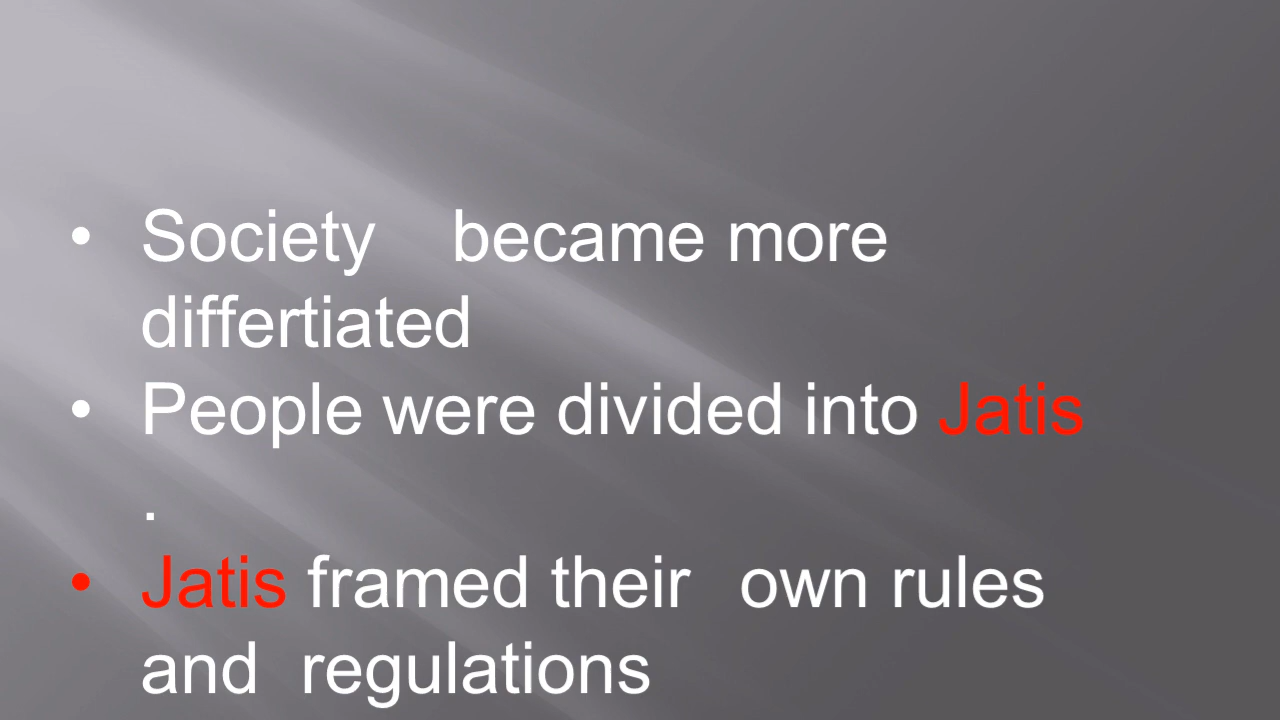 • Society became more
differtiated
• People were divided into Jatis
.
• Jatis framed their own rules
and regulations